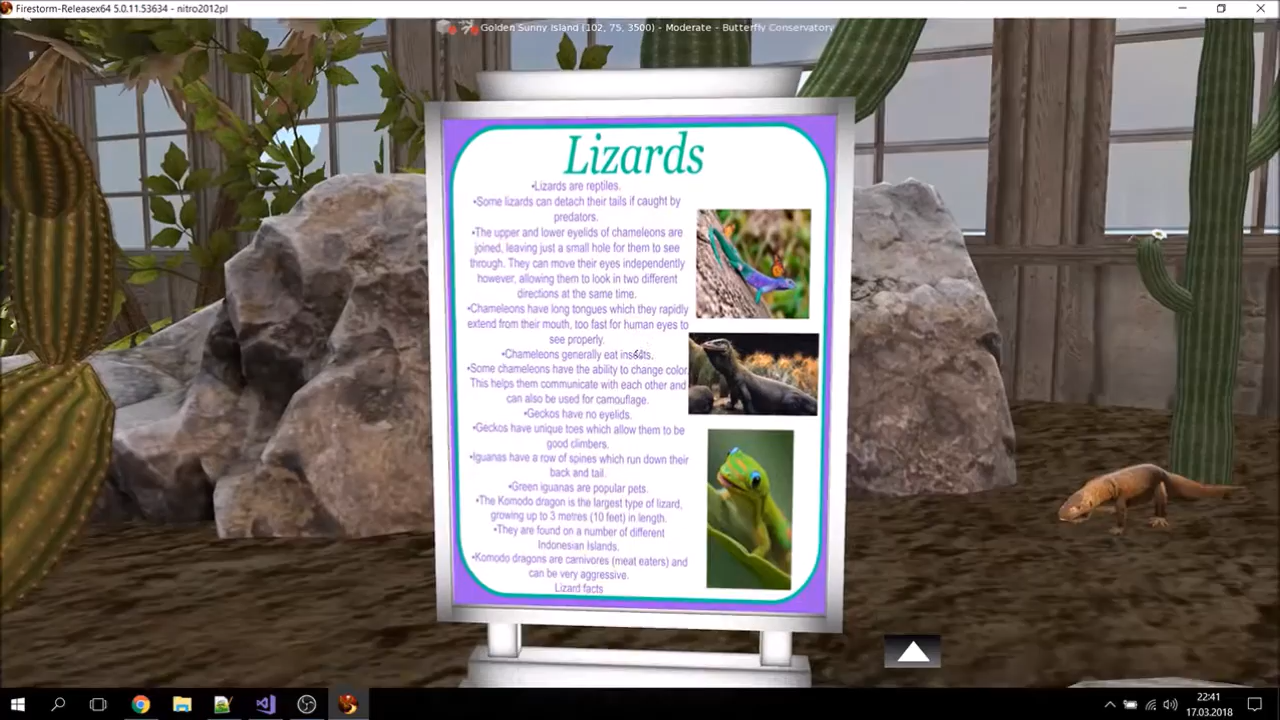 Firestorm-Releasex64 5.0.11.53634 - nitro2012pl
Golden Sunny Island (102, 75, 3500) - Moderate - Butterfly Conservatory
Lizards
•Lizards are reptiles.
•Some lizards can detach their tails if caught by
predators.
•The upper and lower eyelids of chameleons are
joined, leaving just a small hole for them to see
through. They can move their eyes independently
however, allowing them to look in two different
directions at the same time.
•Chameleons have long tongues which they rapidly
extend from their mouth, too fast for human eyes to
see properly.
•Chameleons generally eat insects.
•Some chameleons have the ability to change color.
This helps them communicate with each other and
can also be used for camouflage.
•Geckos have no eyelids.
•Geckos have unique toes which allow them to be
good climbers.
•Iguanas have a row of spines which run down their
back and tail.
•Green iguanas are popular pets.
•The Komodo dragon is the largest type of lizard,
growing up to 3 metres (10 feet) in length.
•They are found on a number of different
Indonesian Islands.
•Komodo dragons are carnivores (meat eaters) and
can be very aggressive.
Lizard facts
22:41
17.03.2018